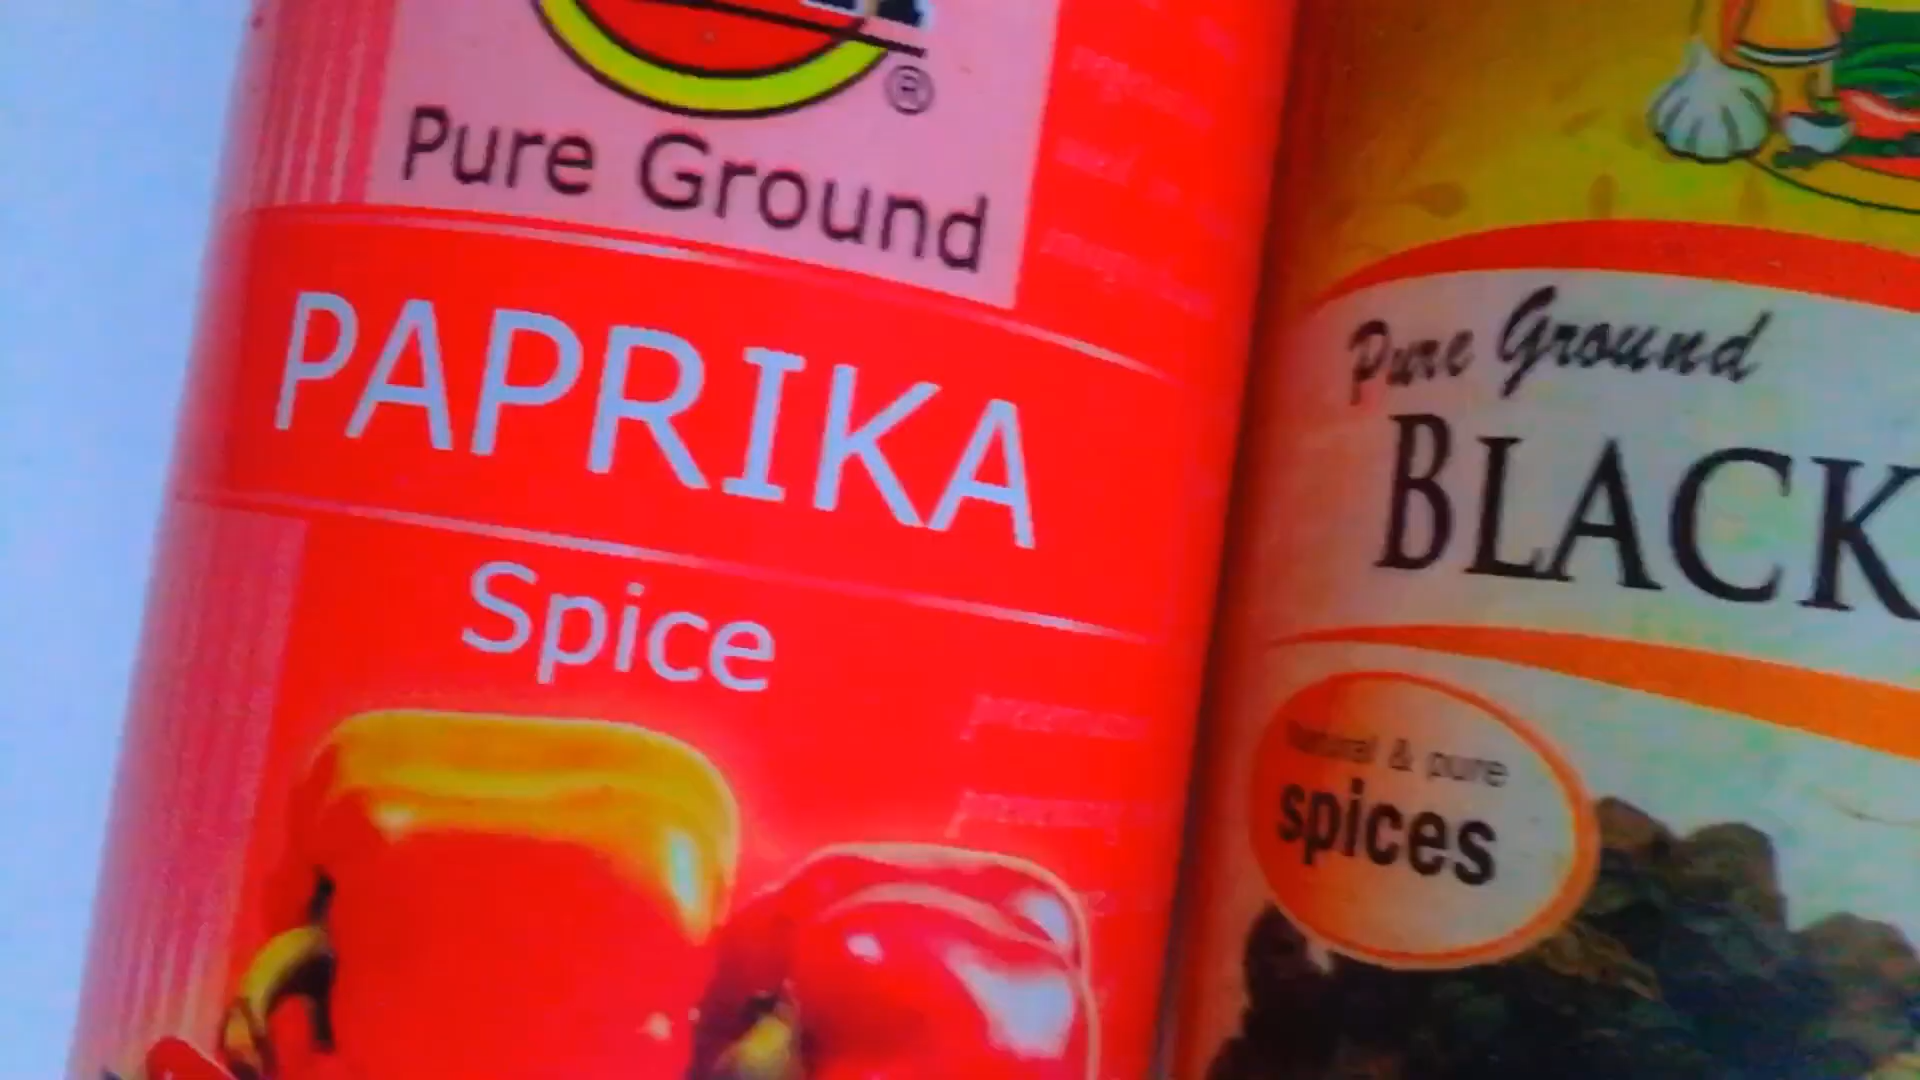 ®
Pure Ground
PAPRIKA
Spice
Pure Ground
BLACK
natural & pure
spices